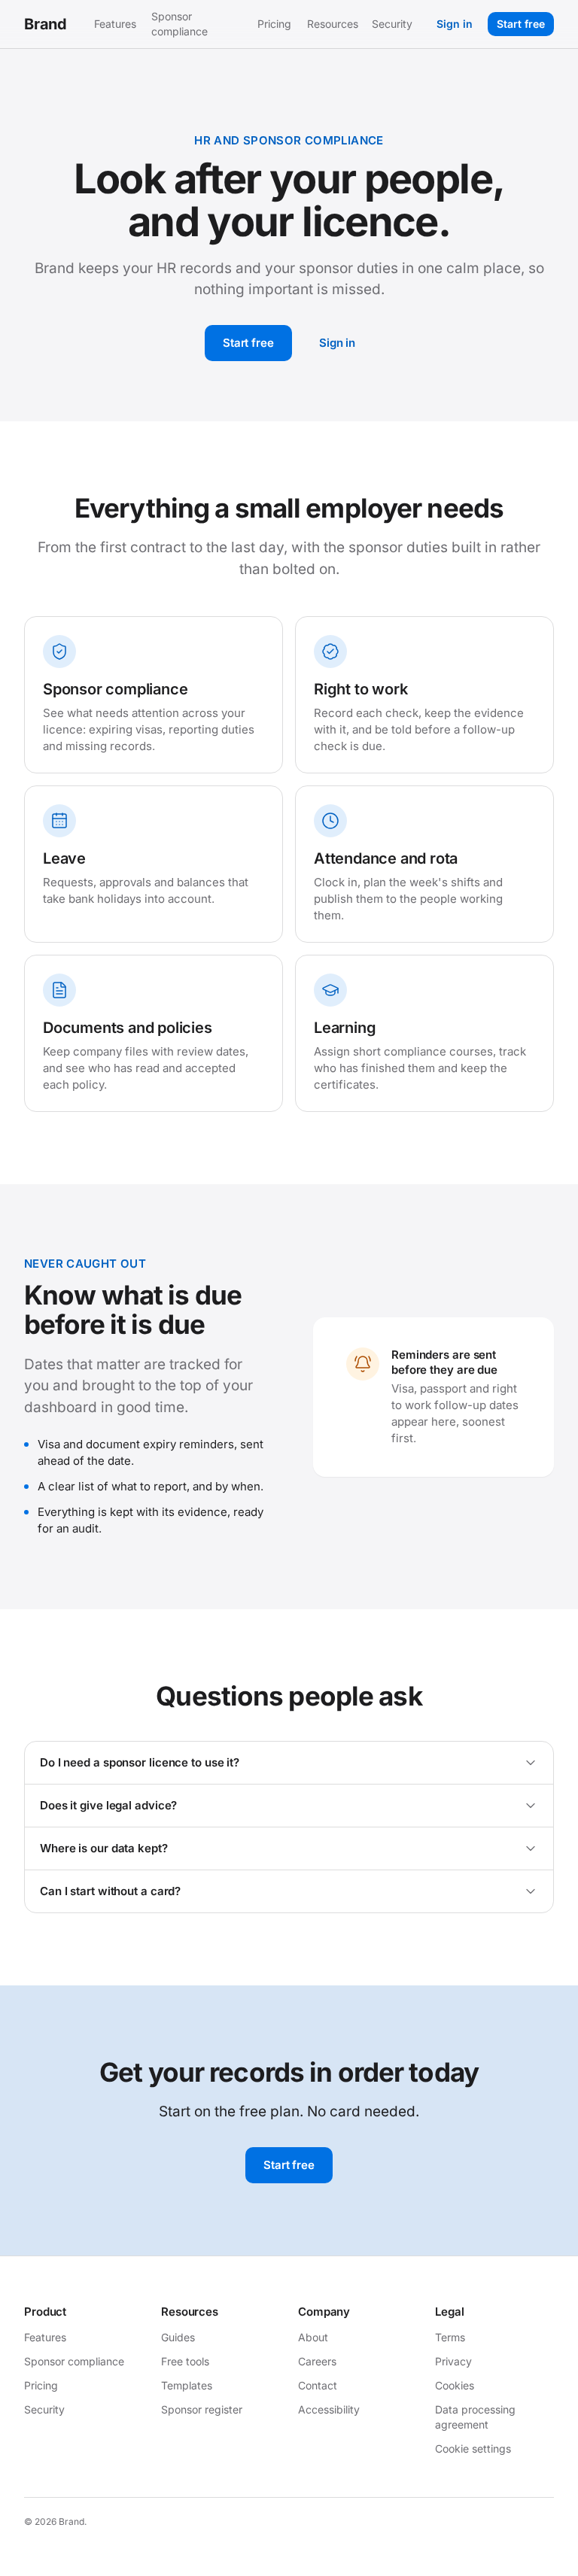 Brand
Features
Sponsor
compliance
Pricing
Resources
Security
Sign in
Start free
HR AND SPONSOR COMPLIANCE
Look after your people,
and your licence.
Brand keeps your HR records and your sponsor duties in one calm place, so
nothing important is missed.
Start free
Sign in
Everything a small employer needs
From the first contract to the last day, with the sponsor duties built in rather
than bolted on.
Sponsor compliance
See what needs attention across your
licence: expiring visas, reporting duties
and missing records.
Right to work
Record each check, keep the evidence
with it, and be told before a follow-up
check is due.
Leave
Requests, approvals and balances that
take bank holidays into account.
Attendance and rota
Clock in, plan the week's shifts and
publish them to the people working
them.
Documents and policies
Keep company files with review dates,
and see who has read and accepted
each policy.
Learning
Assign short compliance courses, track
who has finished them and keep the
certificates.
NEVER CAUGHT OUT
Know what is due
before it is due
Dates that matter are tracked for
you and brought to the top of your
dashboard in good time.
Visa and document expiry reminders, sent
ahead of the date.
A clear list of what to report, and by when.
Everything is kept with its evidence, ready
for an audit.
Reminders are sent
before they are due
Visa, passport and right
to work follow-up dates
appear here, soonest
first.
Questions people ask
Do I need a sponsor licence to use it?
Does it give legal advice?
Where is our data kept?
Can I start without a card?
Get your records in order today
Start on the free plan. No card needed.
Start free
Product
Features
Sponsor compliance
Pricing
Security
Resources
Guides
Free tools
Templates
Sponsor register
Company
About
Careers
Contact
Accessibility
Legal
Terms
Privacy
Cookies
Data processing
agreement
Cookie settings
© 2026 Brand.